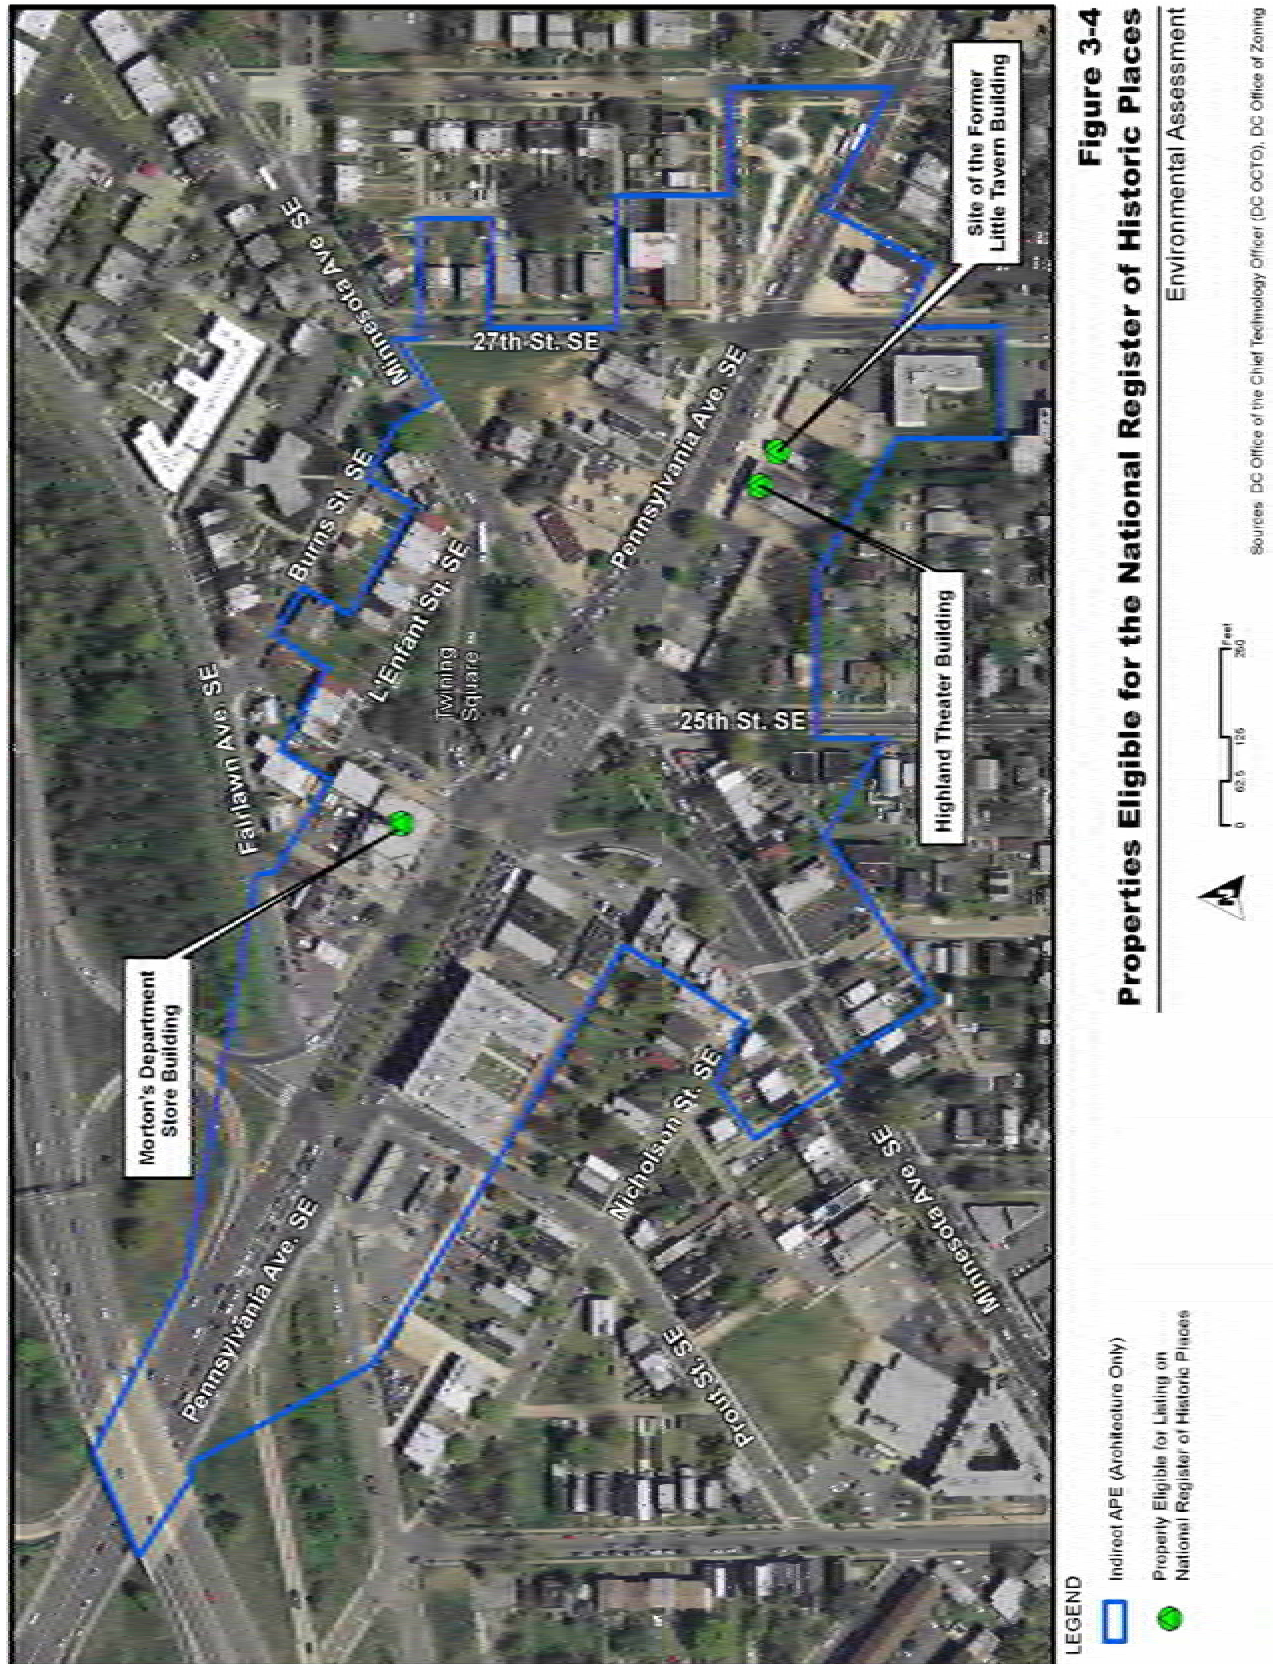 Morton's Department
Store Building
Fairlawn Ave. SE
Burns St. SE
Minnesota Ave SE
L'Enfant Sq. SE
Twining
Square
27th St. SE
Pennsylvania Ave. SE
Pennsylvania Ave. SE
25th St. SE
Nicholson St. SE
Prout St. SE
Minnesota Ave SE
Highland Theater Building
Site of the Former
Little Tavern Building
LEGEND
Indirect APE (Architecture Only)
Property Eligible for Listing on
National Register of Historic Places
N
0 62.5 125 250
Feet
Figure 3-4
Properties Eligible for the National Register of Historic Places
Environmental Assessment
Sources: DC Office of the Chief Technology Officer (DC OCTO), DC Office of Zoning